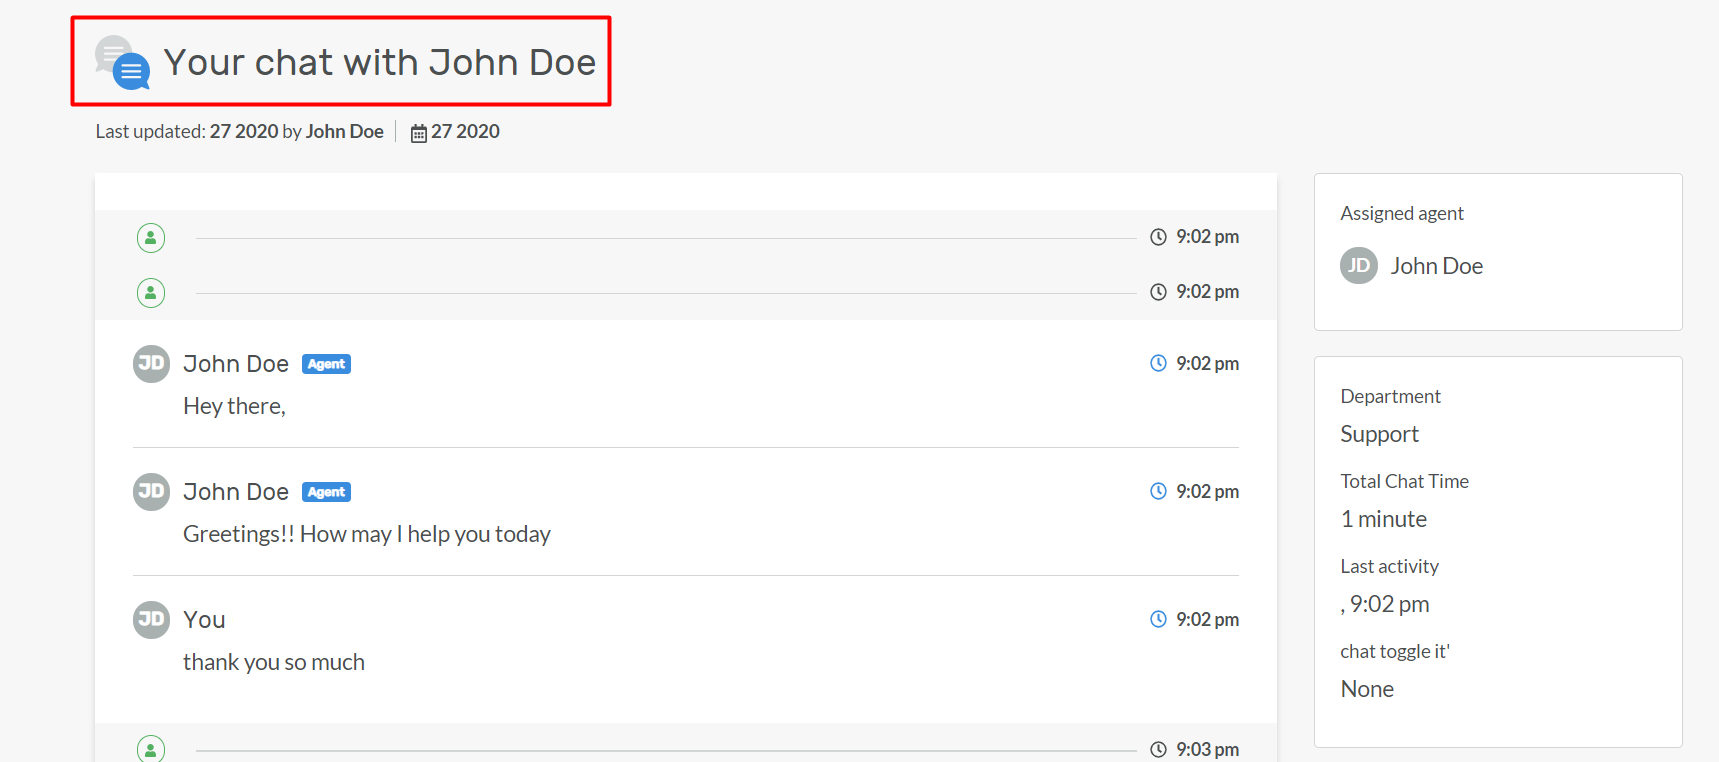 Your chat with John Doe
Last updated: 27 2020 by John Doe 27 2020
9:02 pm
9:02 pm
JD John Doe Agent 9:02 pm
Hey there,
JD John Doe Agent 9:02 pm
Greetings!! How may I help you today
JD You 9:02 pm
thank you so much
9:03 pm
Assigned agent
JD John Doe
Department
Support
Total Chat Time
1 minute
Last activity
, 9:02 pm
chat toggle it'
None